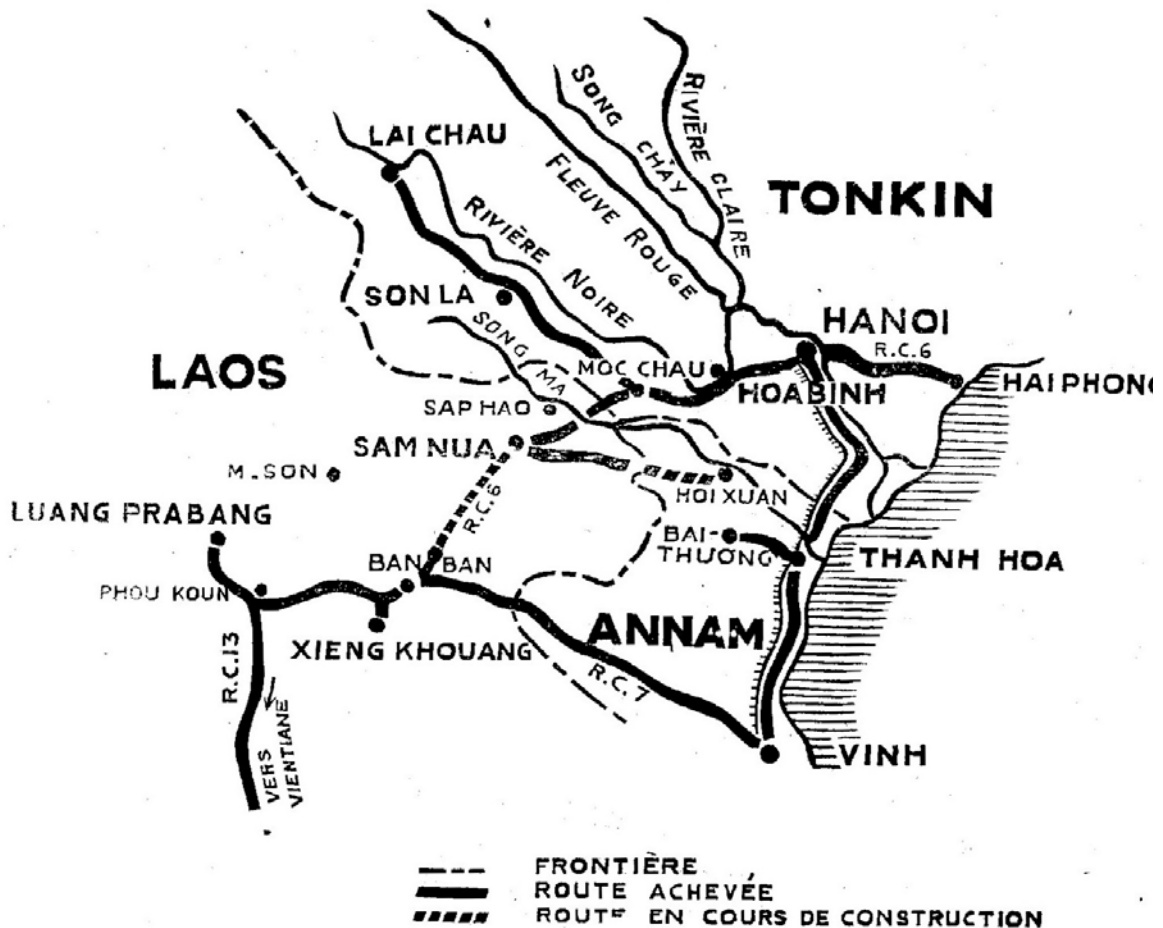 SONG CHẢY
RIVIÈRE CLAIRE
LAI CHAU
FLEUVE ROUGE
TONKIN
RIVIÈRE NOIRE
SON LA
SONG MA
HANOI
R.C.6
LAOS
MOC CHAU
HOABINH
HAIPHONG
SAP HAO
SAM NUA
M. SON
R.C.6
HOI XUAN
LUANG PRABANG
BAI-
THUONG
THANH HOA
BAN BAN
PHOU KOUN
ANNAM
XIENG KHOUANG
R.C.13
R.C.7
VERS
VIENTIANE
VINH
FRONTIÈRE
ROUTE ACHEVÉE
ROUTE EN COURS DE CONSTRUCTION